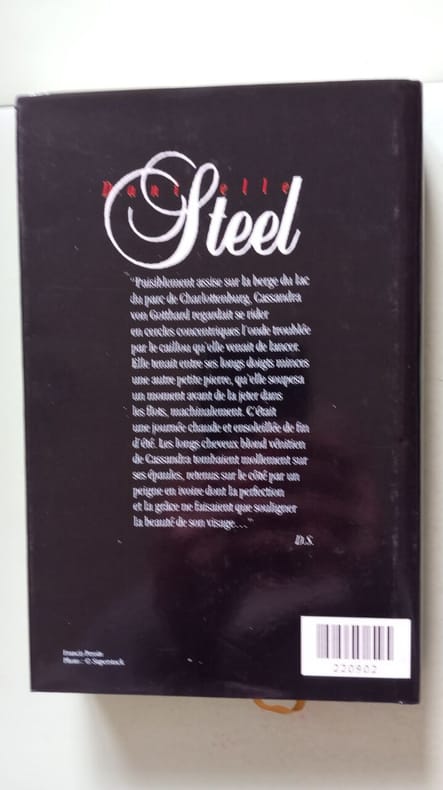 Danielle
Steel
"Paisiblement assise sur la berge du lac
du parc de Charlottenburg, Cassandra
von Gotthard regardait se rider
en cercles concentriques l'onde troublée
par le caillou qu'elle venait de lancer.
Elle tenait entre ses longs doigts minces
une autre petite pierre, qu'elle soupesa
un moment avant de la jeter dans
les flots, machinalement. C'était
une journée chaude et ensoleillée de fin
d'été. Les longs cheveux blond vénitien
de Cassandra tombaient mollement sur
ses épaules, retenus sur le côté par un
peigne en ivoire dont la perfection
et la grâce ne faisaient que souligner
la beauté de son visage...."
D.S.
Francis
Photo : © Superstock
220902